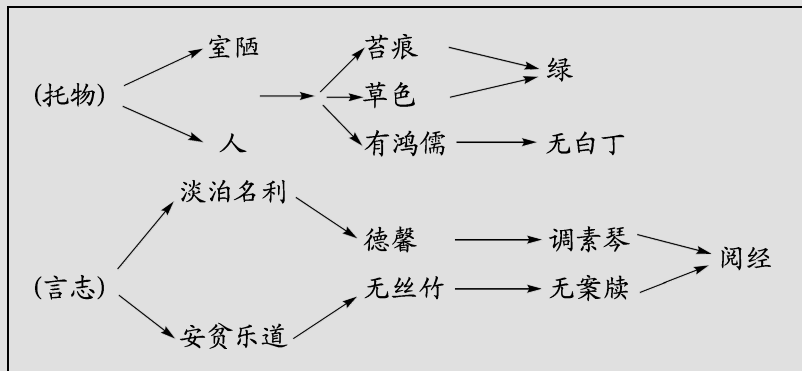 室陋
苔痕
绿
(托物)
草色
人
有鸿儒
无白丁
淡泊名利
德馨
调素琴
阅经
(言志)
无丝竹
无案牍
安贫乐道